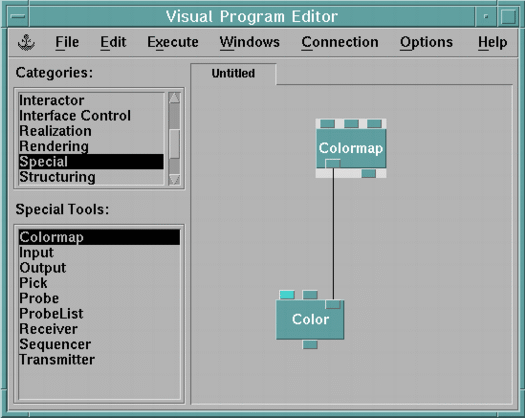 Visual Program Editor
File Edit Execute Windows Connection Options Help
Categories:
Interactor
Interface Control
Realization
Rendering
Special
Structuring
Special Tools:
Colormap
Input
Output
Pick
Probe
ProbeList
Receiver
Sequencer
Transmitter
Untitled
Colormap
Color